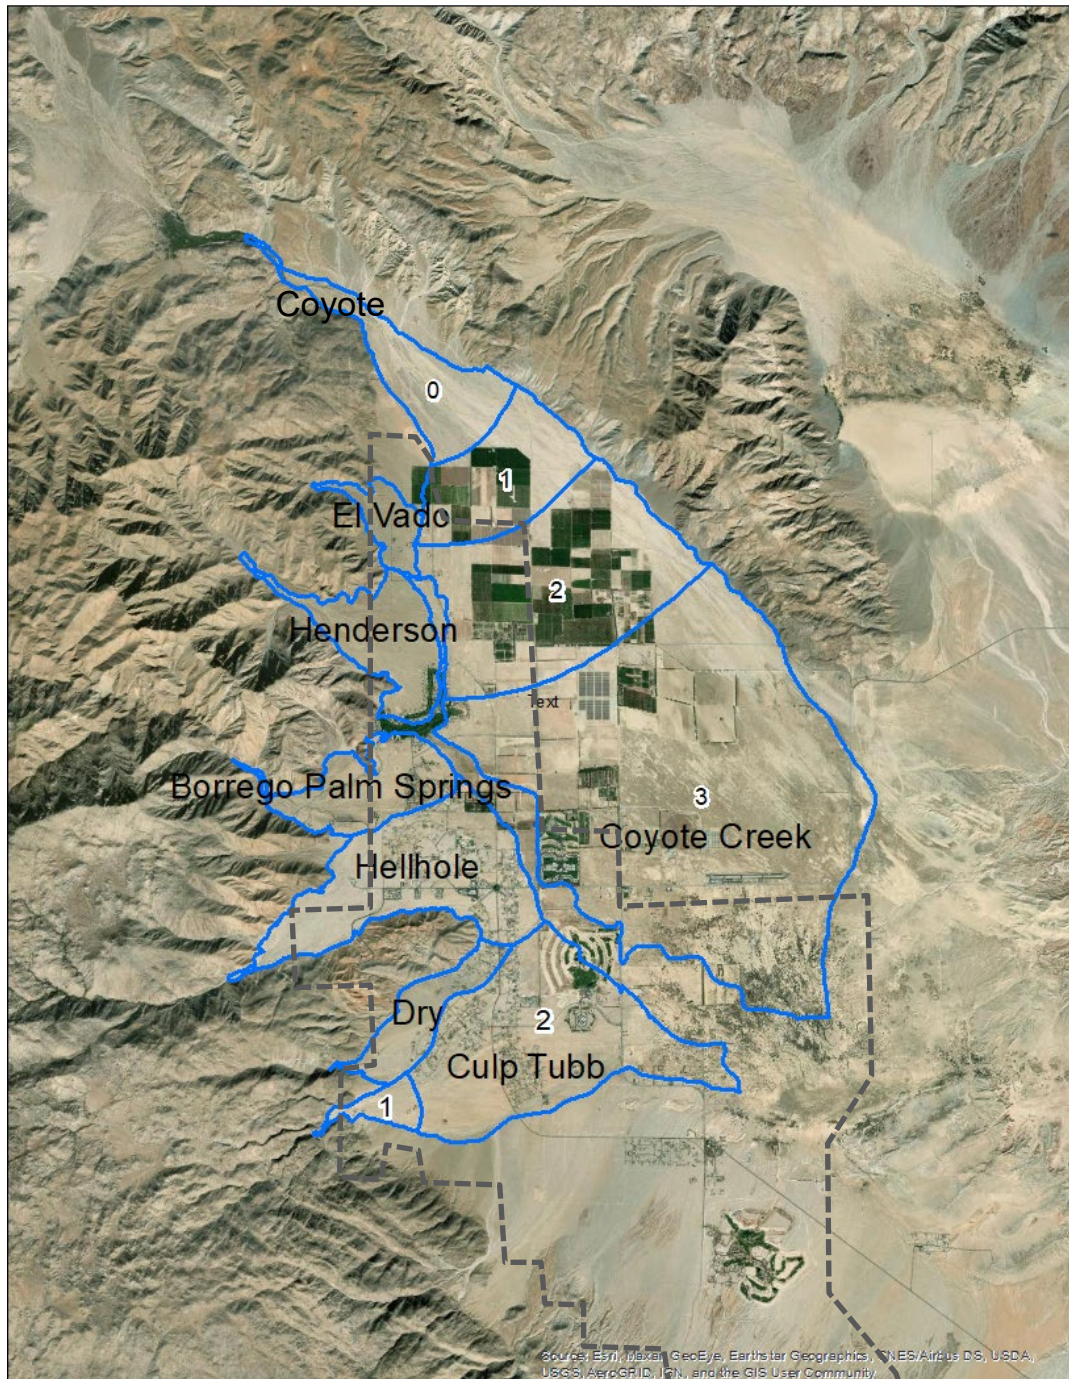 Coyote
0
1
El Vado
2
Henderson
Text
Borrego Palm Springs
3
Coyote Creek
Hellhole
Dry
2
Culp Tubb
1
Source: Esri, Maxar, GeoEye, Earthstar Geographics, CNES/Airbus DS, USDA,
USGS, AeroGRID, IGN, and the GIS User Community